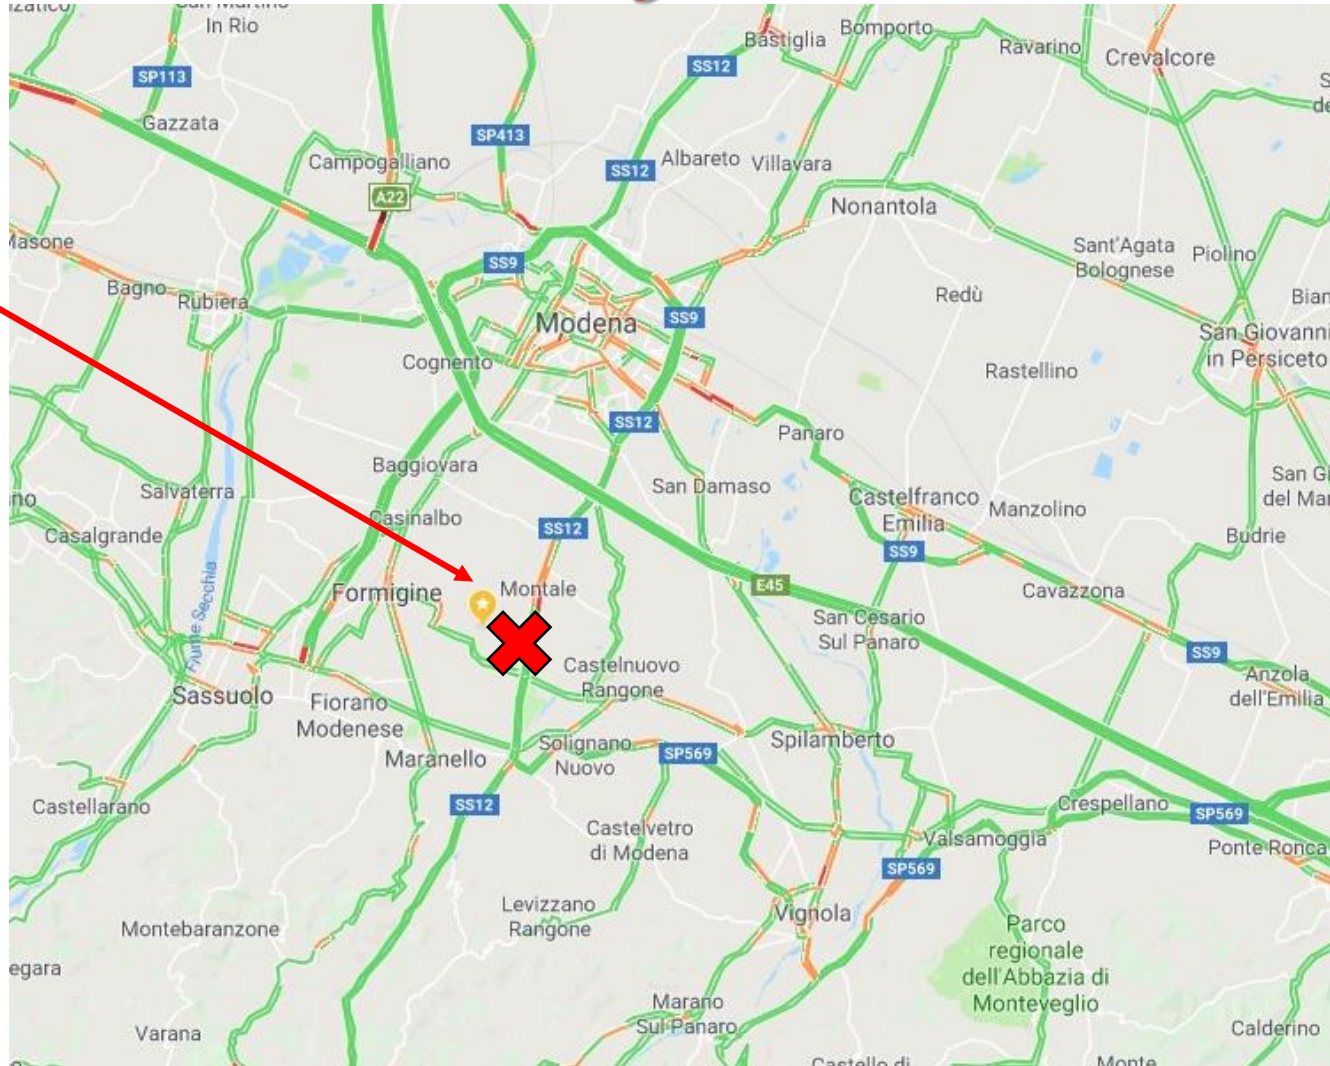 In Rio
Bastiglia
Bomporto
Ravarino
Crevalcore
SS12
SP113
Gazzata
SP413
Campogalliano
SS12
Albareto
Villavara
A22
Nonantola
Masone
Sant'Agata
Bolognese
Piolino
SS9
Bagno
Rubiera
Redù
Modena
SS9
San Giovanni
in Persiceto
Cognento
Rastellino
SS12
Panaro
Baggiovara
San Damaso
Salvaterra
Castelfranco
Emilia
Manzolino
Casinalbo
SS12
Casalgrande
Budrie
SS9
E45
Formigine
Montale
Cavazzona
Fiume Secchia
San Cesario
Sul Panaro
SS9
Castelnuovo
Rangone
Anzola
dell'Emilia
Sassuolo
Fiorano
Modenese
Maranello
Solignano
Nuovo
SP569
Spilamberto
Castellarano
SS12
Crespellano
SP569
Castelvetro
di Modena
Valsamoggia
Ponte Ronca
SP569
Levizzano
Rangone
Vignola
Montebaranzone
Parco
regionale
dell'Abbazia di
Monteveglio
egara
Marano
Sul Panaro
Varana
Calderino
Castello di
Monte